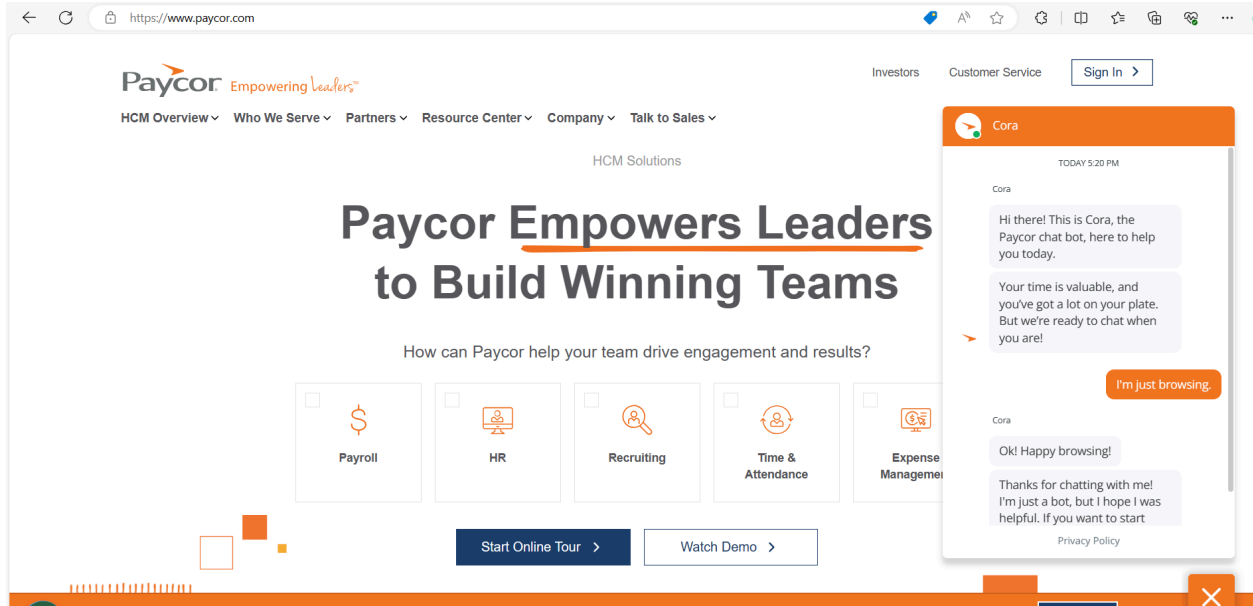 https://www.paycor.com
Paycor Empowering Leaders℠
Investors
Customer Service
Sign In
HCM Overview
Who We Serve
Partners
Resource Center
Company
Talk to Sales
HCM Solutions
Paycor Empowers Leaders
to Build Winning Teams
How can Paycor help your team drive engagement and results?
Payroll
HR
Recruiting
Time &
Attendance
Expense
Start Online Tour
Watch Demo
Cora
TODAY 5:20 PM
Cora
Hi there! This is Cora, the
Paycor chat bot, here to help
you today.
Your time is valuable, and
you've got a lot on your plate.
But we're ready to chat when
you are!
I'm just browsing.
Cora
Ok! Happy browsing!
Thanks for chatting with me!
I'm just a bot, but I hope I was
helpful. If you want to start
Privacy Policy